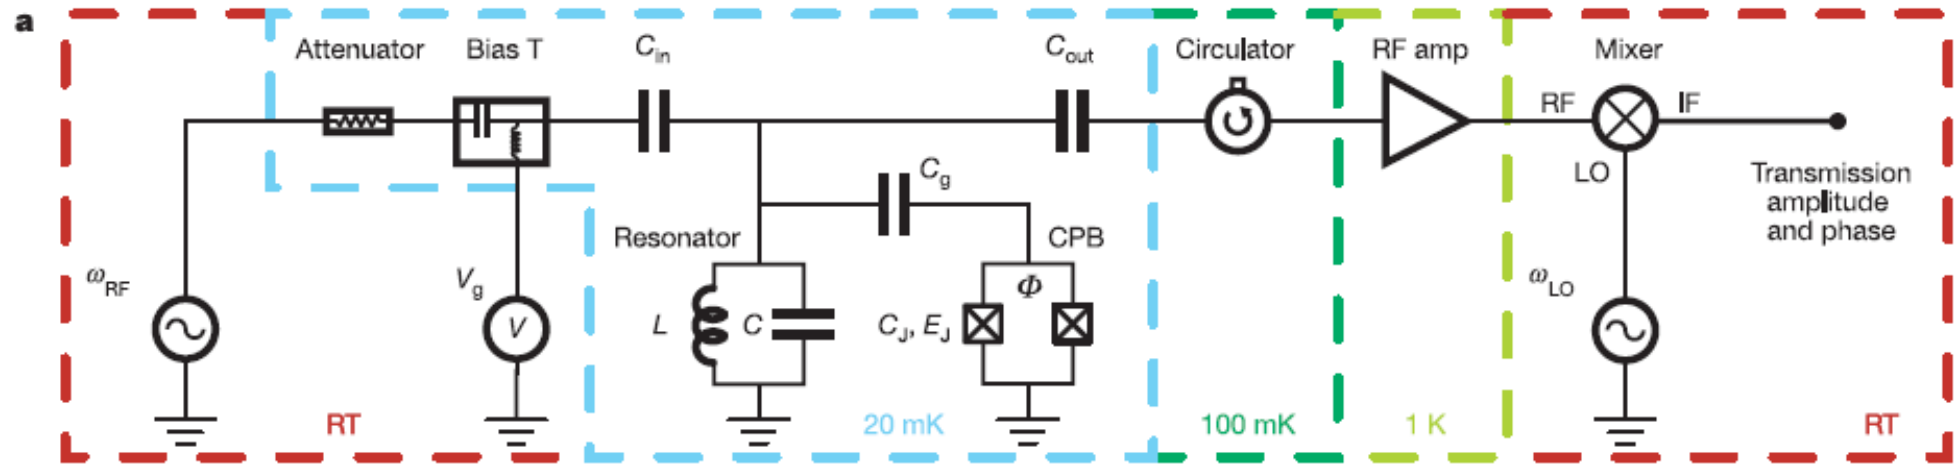 a
Attenuator
Bias T
C_in
C_out
Circulator
RF amp
Mixer
RF
IF
LO
C_g
Resonator
CPB
Transmission
amplitude
and phase
ω_RF
V_g
V
L
C
C_J, E_J
Φ
ω_LO
RT
20 mK
100 mK
1 K
RT